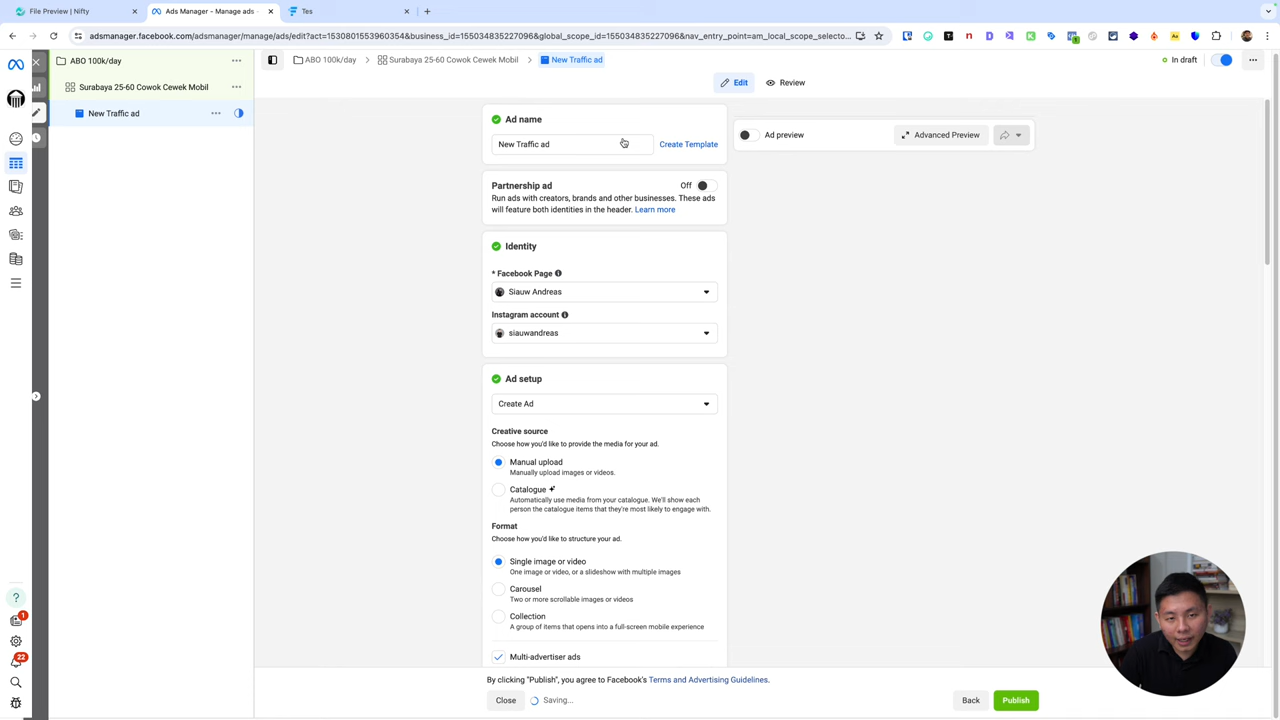 File Preview | Nifty
Ads Manager - Manage ads -
Tes
adsmanager.facebook.com/adsmanager/manage/ads/edit?act=1530801553960354&business_id=155034835227096&global_scope_id=155034835227096&nav_entry_point=am_local_scope_selecto...
ABO 100k/day
Surabaya 25-60 Cowok Cewek Mobil
New Traffic ad
ABO 100k/day
Surabaya 25-60 Cowok Cewek Mobil
New Traffic ad
In draft
Edit
Review
Ad name
New Traffic ad
Create Template
Ad preview
Advanced Preview
Partnership ad
Off
Run ads with creators, brands and other businesses. These ads
will feature both identities in the header. Learn more
Identity
* Facebook Page
Siauw Andreas
Instagram account
siauwandreas
Ad setup
Create Ad
Creative source
Choose how you'd like to provide the media for your ad.
Manual upload
Manually upload images or videos.
Catalogue
Automatically use media from your catalogue. We'll show each
person the catalogue items that they're most likely to engage with.
Format
Choose how you'd like to structure your ad.
Single image or video
One image or video, or a slideshow with multiple images
Carousel
Two or more scrollable images or videos
Collection
A group of items that opens into a full-screen mobile experience
Multi-advertiser ads
By clicking "Publish", you agree to Facebook's Terms and Advertising Guidelines.
Close
Saving...
Back
Publish
1
22